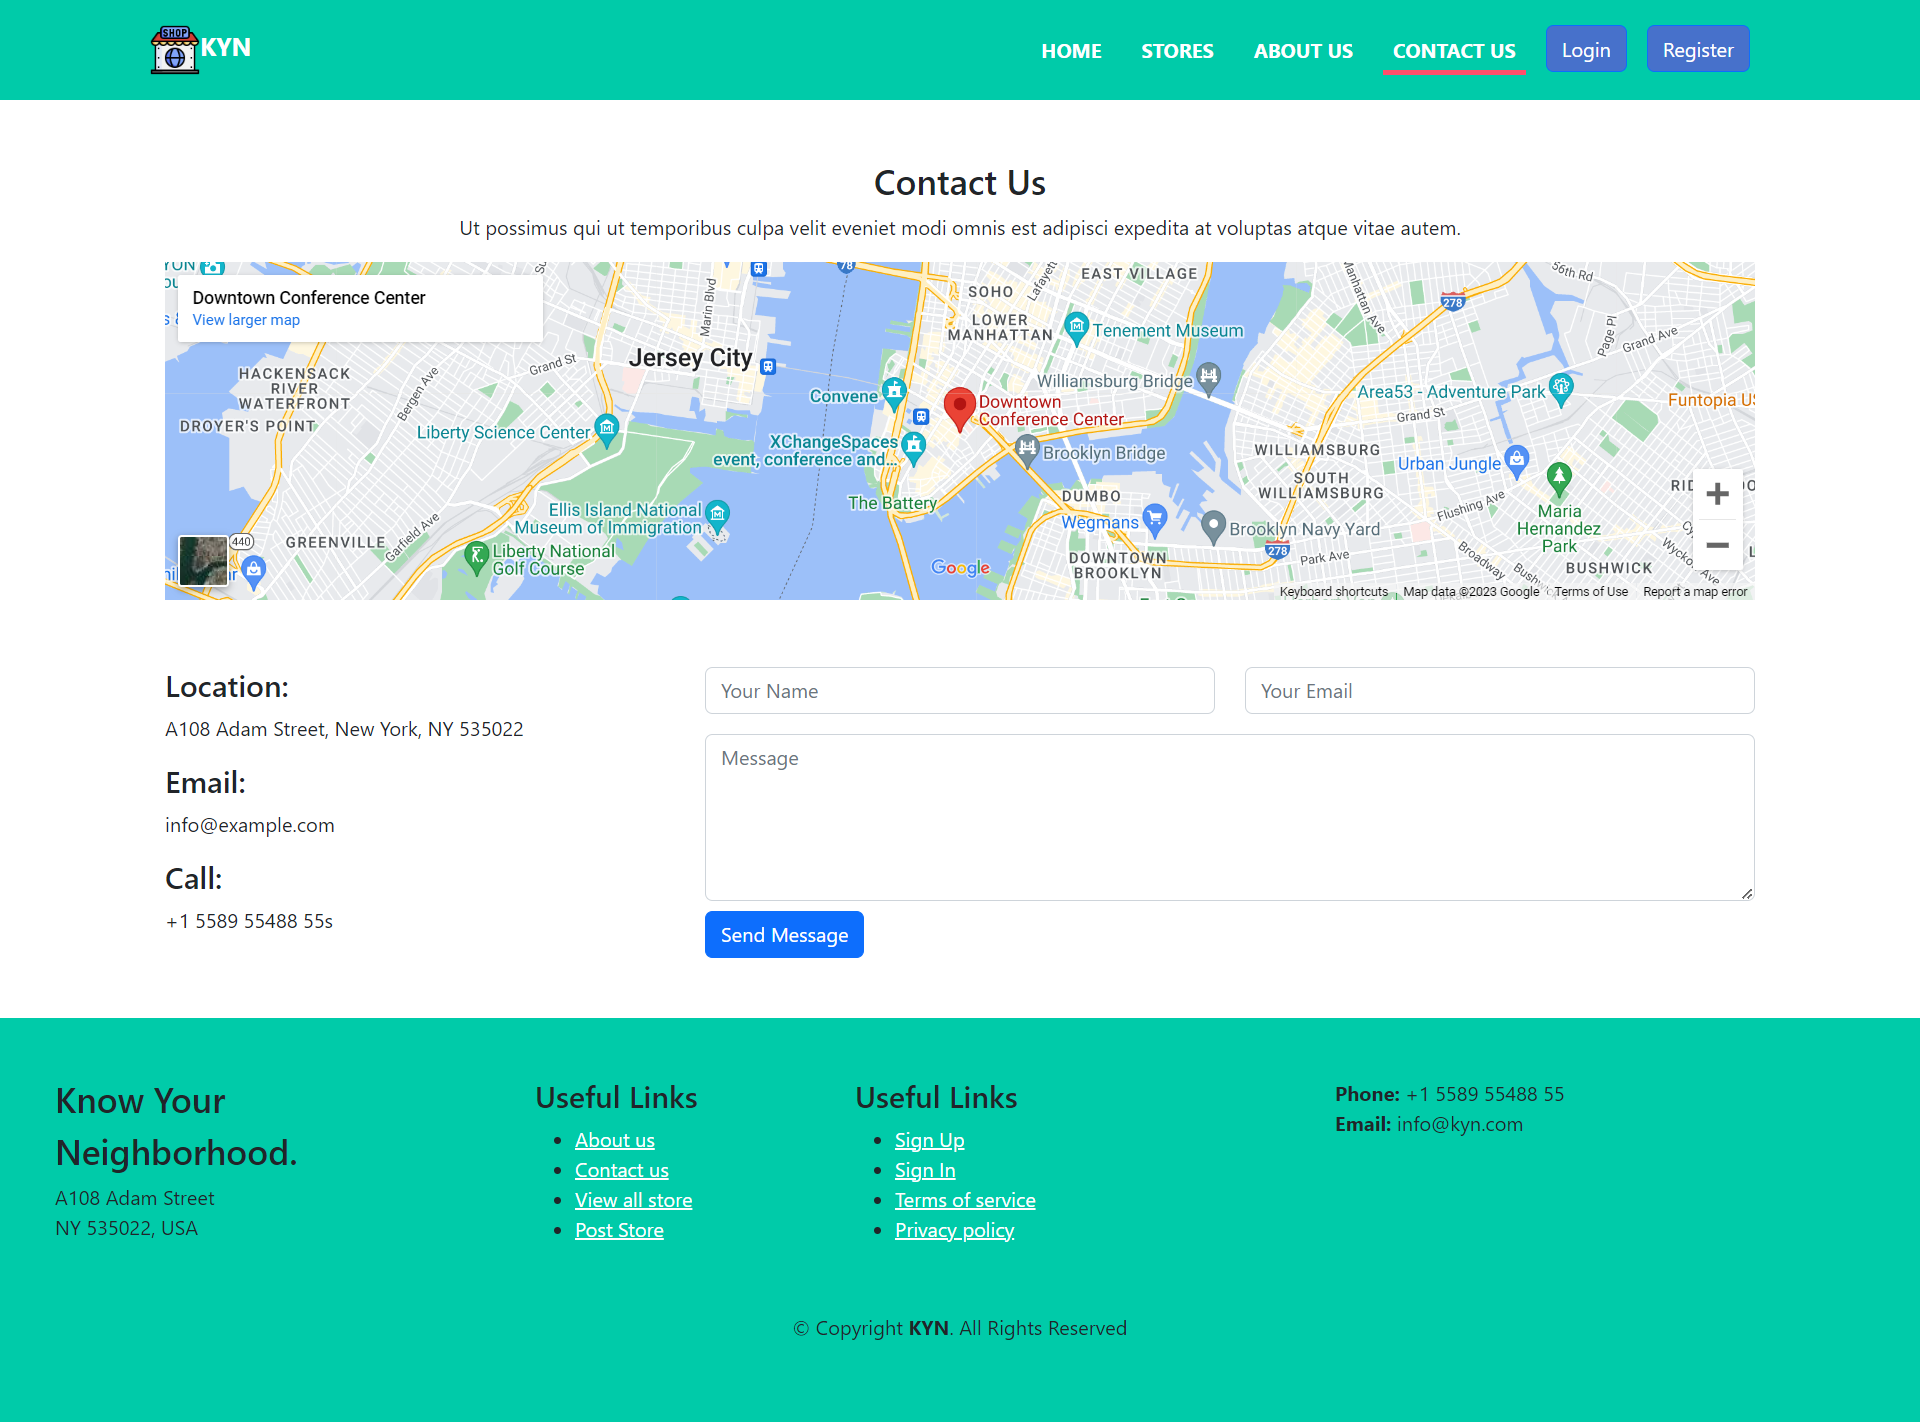 SHOP
KYN
HOME
STORES
ABOUT US
CONTACT US
Login
Register
Contact Us
Ut possimus qui ut temporibus culpa velit eveniet modi omnis est adipisci expedita at voluptas atque vitae autem.
Downtown Conference Center
View larger map
Jersey City
HACKENSACK
RIVER
WATERFRONT
DROYER'S POINT
Bergen Ave
Grand St
Marin Blvd
78
SOHO
Lafayet
EAST VILLAGE
LOWER
MANHATTAN
Tenement Museum
Williamsburg Bridge
Convene
Downtown
Conference Center
XChangeSpaces
event, conference and...
Brooklyn Bridge
The Battery
Liberty Science Center
Ellis Island National
Museum of Immigration
Liberty National
Golf Course
GREENVILLE
Garfield Ave
440
DUMBO
Wegmans
Brooklyn Navy Yard
DOWNTOWN
BROOKLYN
278
Park Ave
Manhattan Ave
278
56th Rd
Page Pl
Grand Ave
Area53 - Adventure Park
Grand St
Funtopia US
WILLIAMSBURG
SOUTH
WILLIAMSBURG
Urban Jungle
Flushing Ave
Maria
Hernandez
Park
Broadway
BUSHWICK
Google
Keyboard shortcuts
Map data ©2023 Google
Terms of Use
Report a map error
Location:
A108 Adam Street, New York, NY 535022
Email:
info@example.com
Call:
+1 5589 55488 55s
Your Name
Your Email
Message
Send Message
Know Your
Neighborhood.
A108 Adam Street
NY 535022, USA
Useful Links
About us
Contact us
View all store
Post Store
Useful Links
Sign Up
Sign In
Terms of service
Privacy policy
Phone: +1 5589 55488 55
Email: info@kyn.com
© Copyright KYN. All Rights Reserved